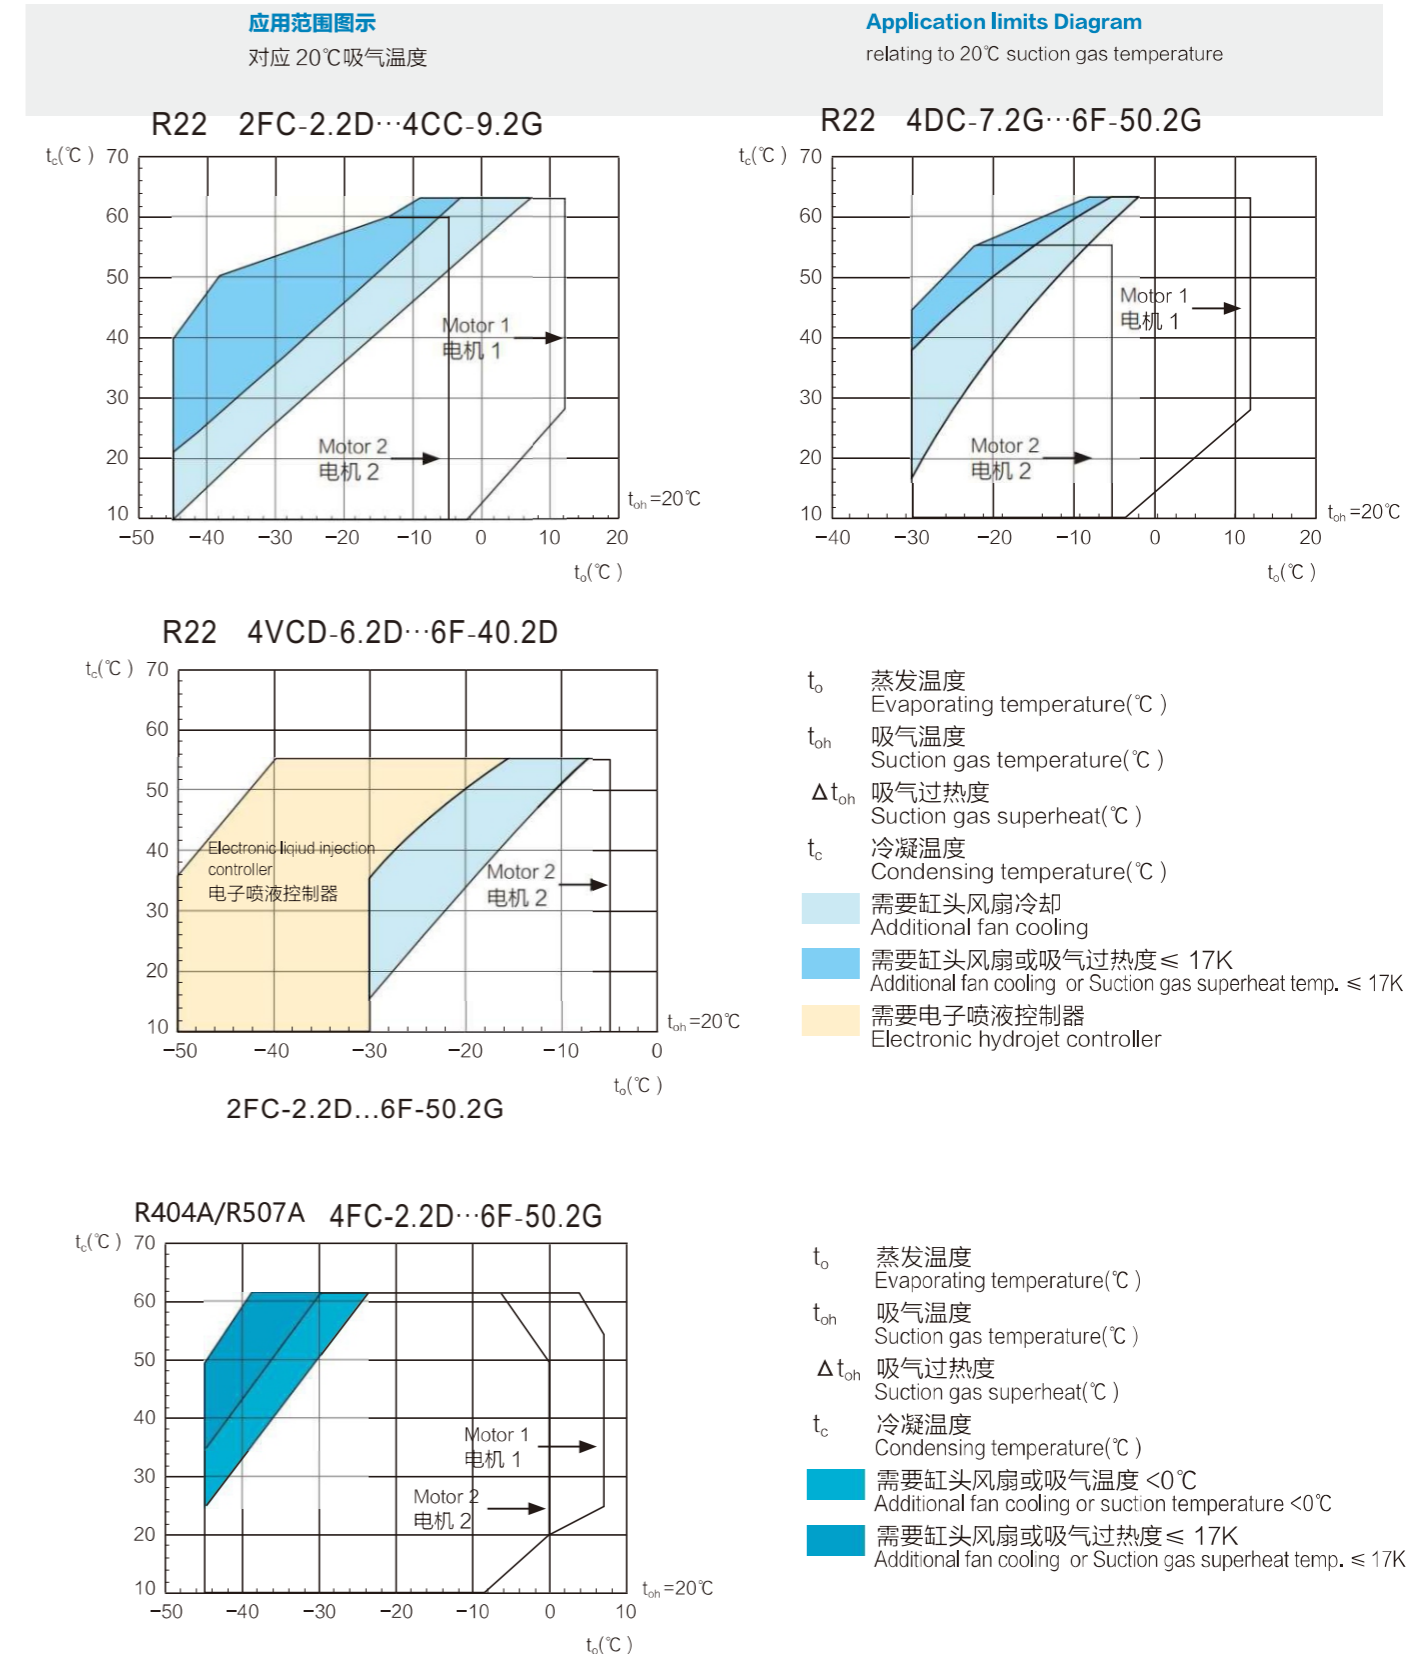 应用范围图示
对应 20℃吸气温度
Application limits Diagram
relating to 20℃ suction gas temperature
R22 2FC-2.2D···4CC-9.2G
tc(℃)
70
60
50
40
30
20
10
Motor 1
电机 1
Motor 2
电机 2
toh=20℃
−50 −40 −30 −20 −10 0 10 20
to(℃)
R22 4DC-7.2G···6F-50.2G
tc(℃)
70
60
50
40
30
20
10
Motor 1
电机 1
Motor 2
电机 2
toh=20℃
−40 −30 −20 −10 0 10 20
to(℃)
R22 4VCD-6.2D···6F-40.2D
tc(℃)
70
60
50
40
30
20
10
Electronic liqiud injection
controller
电子喷液控制器
Motor 2
电机 2
toh=20℃
−50 −40 −30 −20 −10 0
to(℃)
2FC-2.2D...6F-50.2G
to 蒸发温度
Evaporating temperature(℃)
toh 吸气温度
Suction gas temperature(℃)
Δtoh 吸气过热度
Suction gas superheat(℃)
tc 冷凝温度
Condensing temperature(℃)
需要缸头风扇冷却
Additional fan cooling
需要缸头风扇或吸气过热度≤ 17K
Additional fan cooling or Suction gas superheat temp. ≤ 17K
需要电子喷液控制器
Electronic hydrojet controller
R404A/R507A 4FC-2.2D···6F-50.2G
tc(℃)
70
60
50
40
30
20
10
Motor 1
电机 1
Motor 2
电机 2
toh=20℃
−50 −40 −30 −20 −10 0 10
to(℃)
to 蒸发温度
Evaporating temperature(℃)
toh 吸气温度
Suction gas temperature(℃)
Δtoh 吸气过热度
Suction gas superheat(℃)
tc 冷凝温度
Condensing temperature(℃)
需要缸头风扇或吸气温度 <0℃
Additional fan cooling or suction temperature <0℃
需要缸头风扇或吸气过热度≤ 17K
Additional fan cooling or Suction gas superheat temp. ≤ 17K